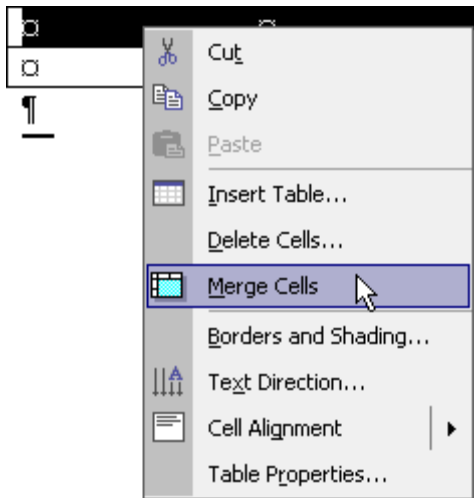 ¤ ¤
¤
¶
Cut
Copy
Paste
Insert Table...
Delete Cells...
Merge Cells
Borders and Shading...
Text Direction...
Cell Alignment
Table Properties...